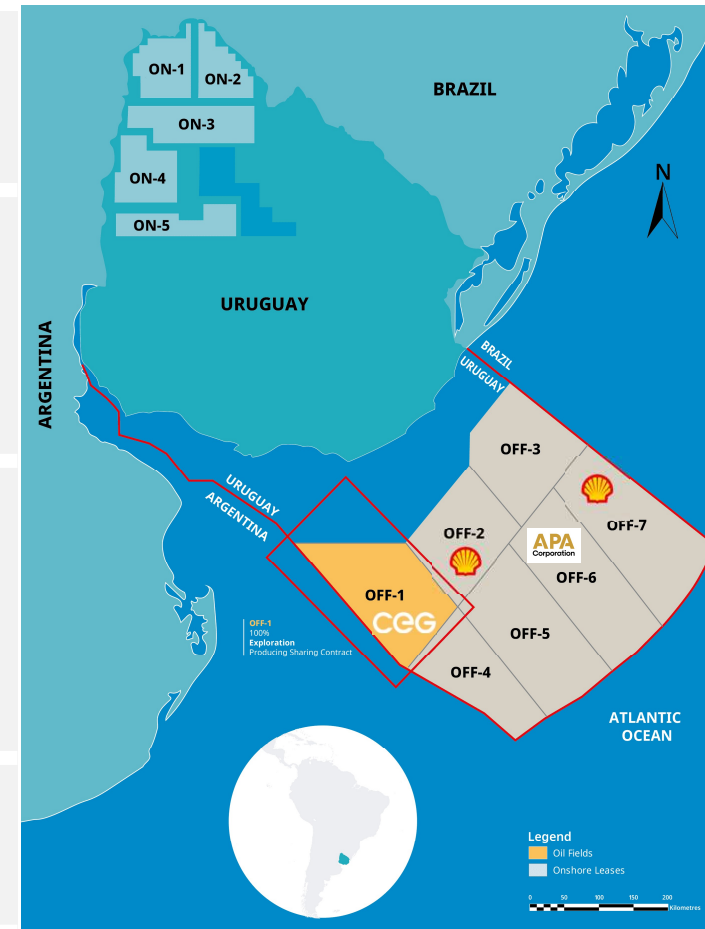 ON-1
ON-2
BRAZIL
ON-3
N
ON-4
ON-5
URUGUAY
ARGENTINA
BRAZIL
URUGUAY
OFF-3
URUGUAY
ARGENTINA
OFF-7
OFF-2
APA
Corporation
OFF-6
OFF-1
CEG
OFF-1
100%
Exploration
Producing Sharing Contract
OFF-5
OFF-4
ATLANTIC
OCEAN
Legend
Oil Fields
Onshore Leases
0 50 100 150 200
Kilometres